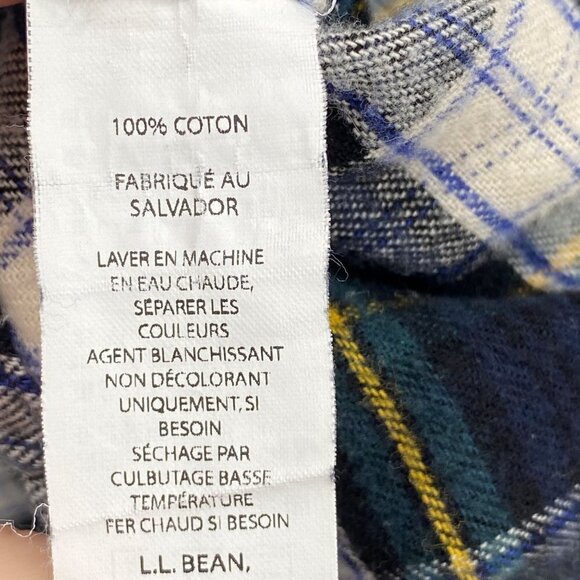 100% COTON
FABRIQUÉ AU
SALVADOR
LAVER EN MACHINE
EN EAU CHAUDE,
SÉPARER LES
COULEURS
AGENT BLANCHISSANT
NON DÉCOLORANT
UNIQUEMENT, SI
BESOIN
SÉCHAGE PAR
CULBUTAGE BASSE
TEMPÉRATURE
FER CHAUD SI BESOIN
L.L. BEAN,